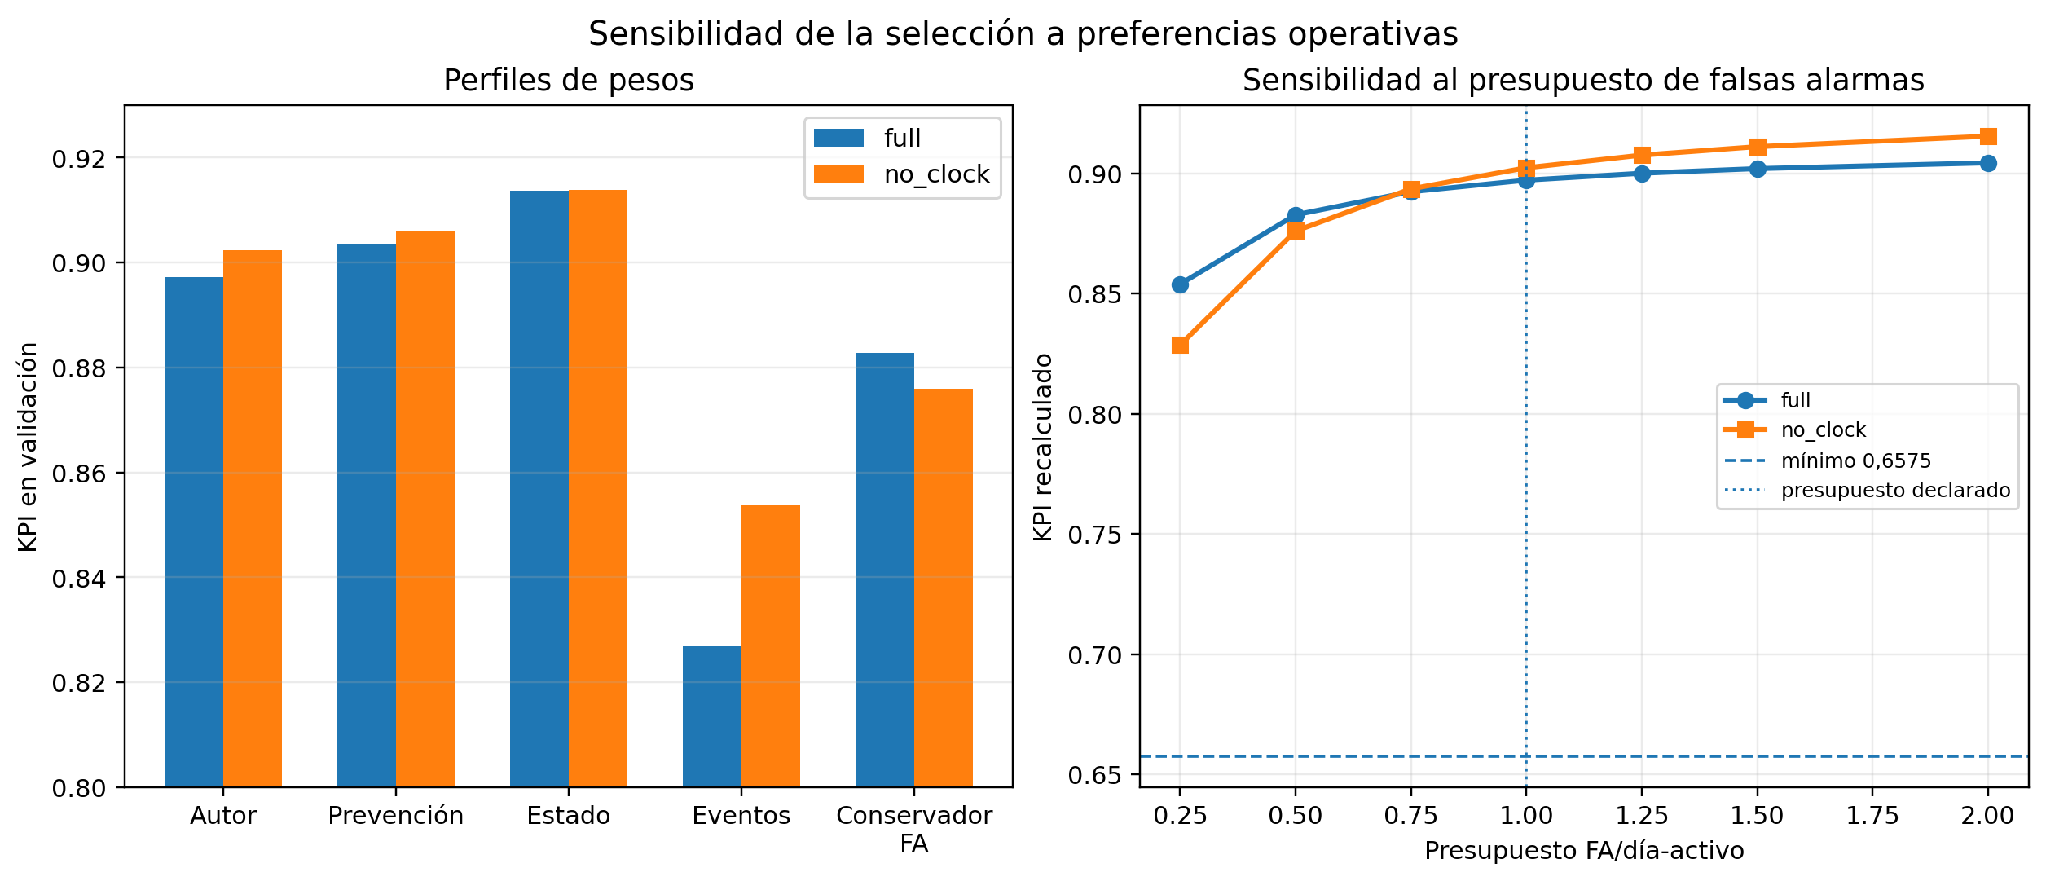 Sensibilidad de la selección a preferencias operativas
Perfiles de pesos
KPI en validación
0.92
0.90
0.88
0.86
0.84
0.82
0.80
full
no_clock
Autor
Prevención
Estado
Eventos
Conservador
FA
Sensibilidad al presupuesto de falsas alarmas
KPI recalculado
0.90
0.85
0.80
0.75
0.70
0.65
full
no_clock
mínimo 0,6575
presupuesto declarado
0.25 0.50 0.75 1.00 1.25 1.50 1.75 2.00
Presupuesto FA/día-activo